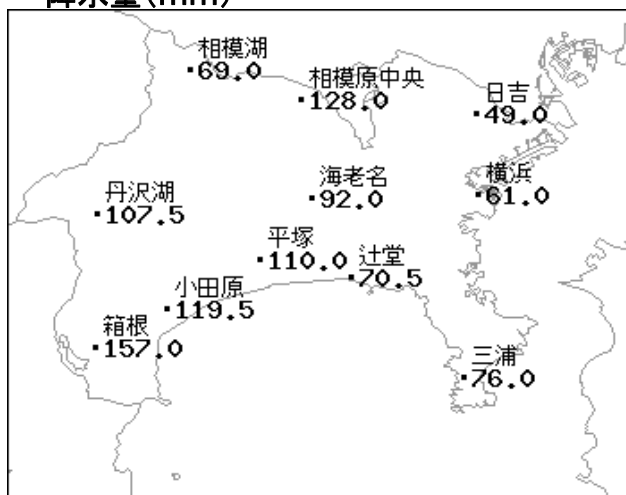 降水量(mm)
相模湖
69.0
相模原中央
128.0
日吉
49.0
丹沢湖
107.5
海老名
92.0
横浜
61.0
平塚
110.0
辻堂
70.5
小田原
119.5
箱根
157.0
三浦
76.0